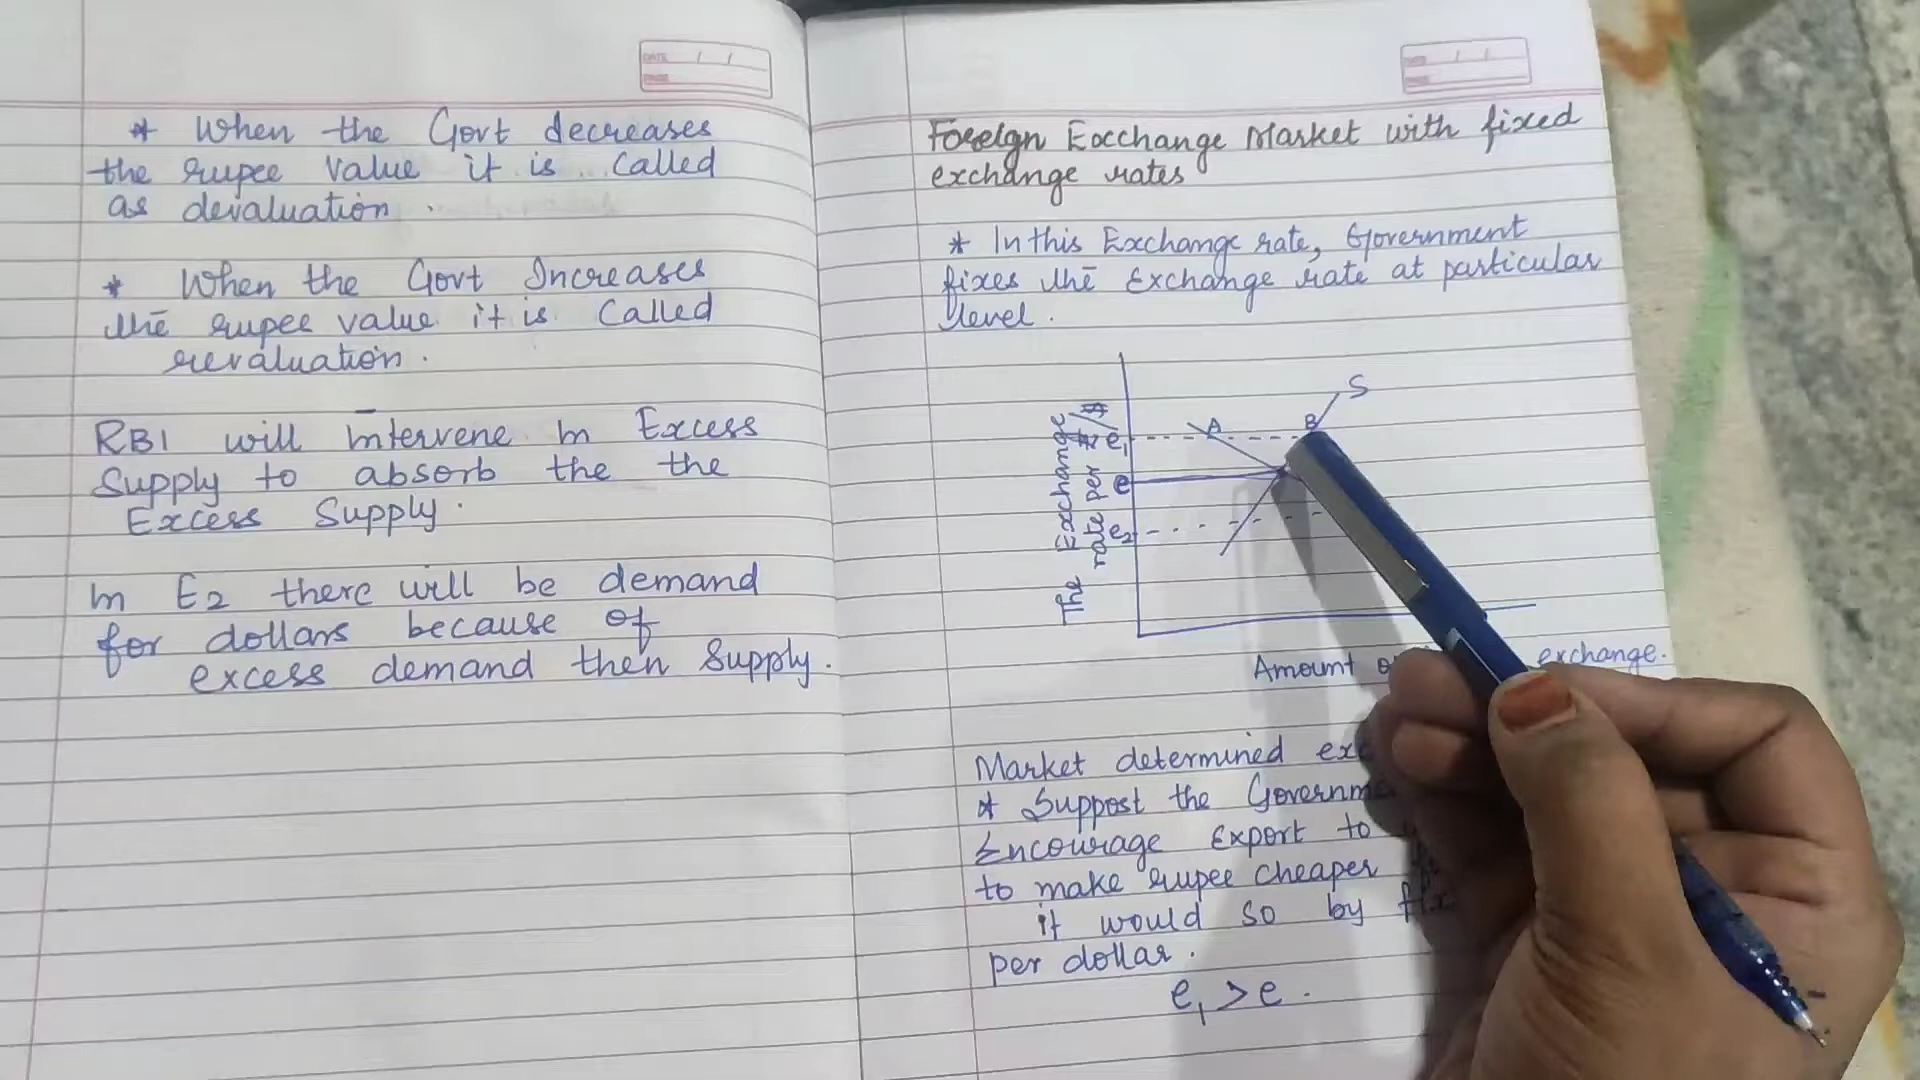 DATE
PAGE
* When the Govt decreases
the rupee value it is called
as devaluation .
* When the Govt Increases
the rupee value it is called
revaluation .
RBI will intervene In Excess
Supply to absorb the the
Excess Supply .
In E2 there will be demand
for dollars because of
excess demand then Supply .
DATE
PAGE
Foreign Exchange Market with fixed
exchange rates
* In this Exchange rate, Government
fixes the Exchange rate at particular
level .
S
A B
e1
e
e2
The Exchange
rate per ₹/$
Amount exchange.
Market determined
* Suppost the
Encourage Export to
to make rupee cheaper
it would so by
per dollar .
e1 > e .